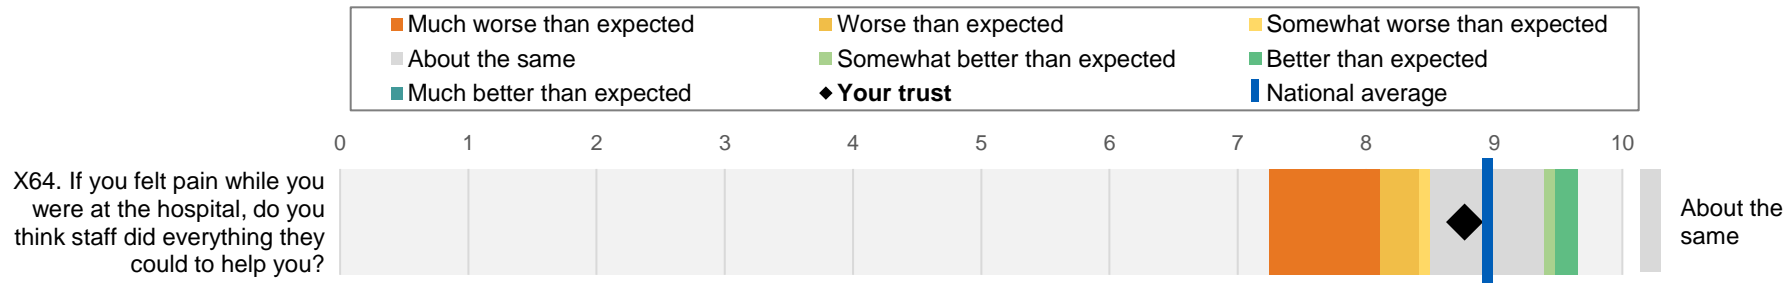 Much worse than expected
Worse than expected
Somewhat worse than expected
About the same
Somewhat better than expected
Better than expected
Much better than expected
Your trust
National average
0 1 2 3 4 5 6 7 8 9 10
X64. If you felt pain while you
were at the hospital, do you
think staff did everything they
could to help you?
About the
same